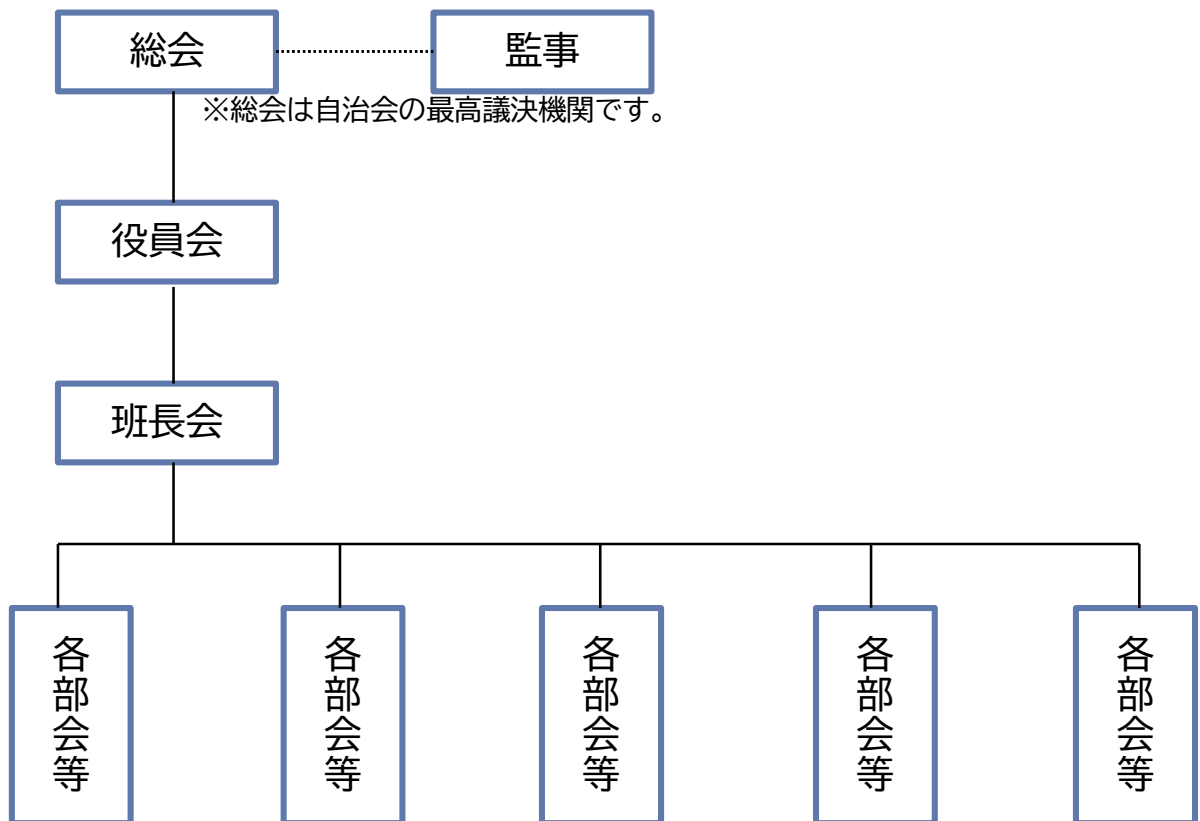 総会
監事
※総会は自治会の最高議決機関です。
役員会
班長会
各部会等
各部会等
各部会等
各部会等
各部会等